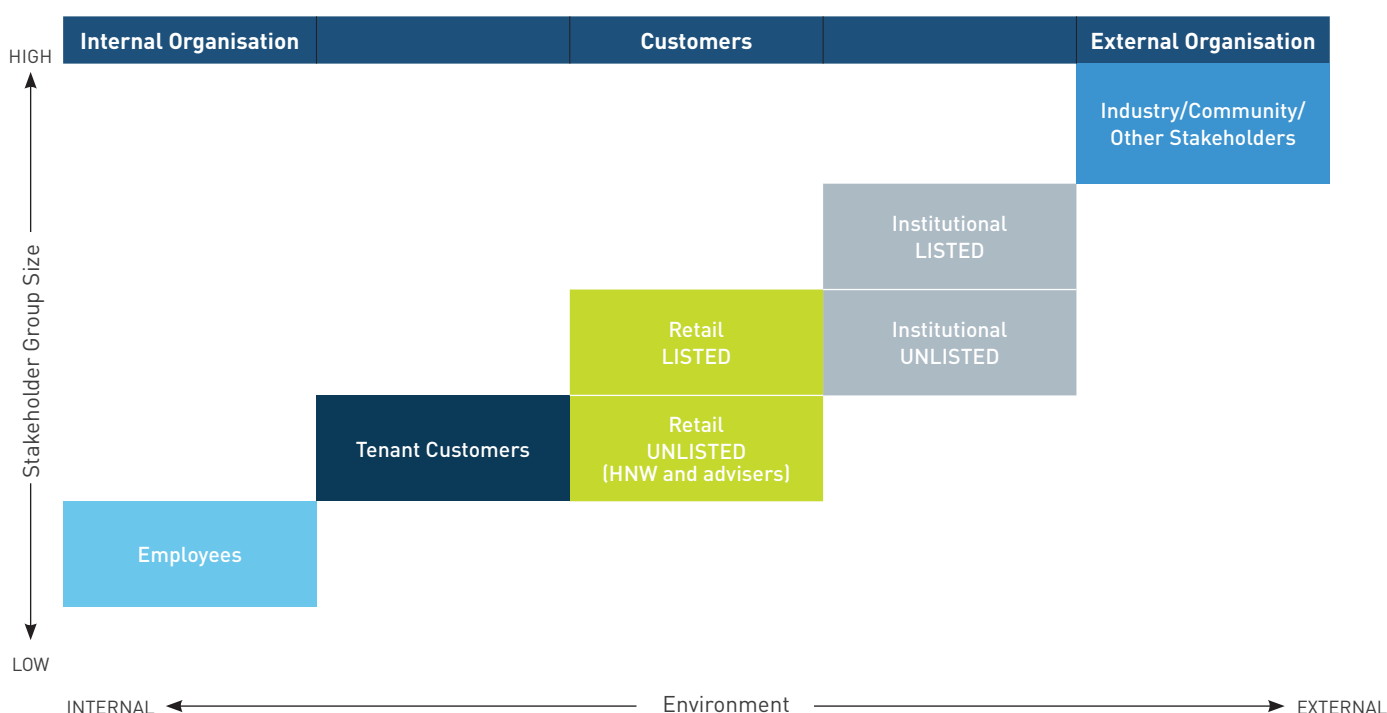 Internal Organisation
Customers
External Organisation
HIGH
Industry/Community/
Other Stakeholders
Institutional
LISTED
Stakeholder Group Size
Retail
LISTED
Institutional
UNLISTED
Tenant Customers
Retail
UNLISTED
(HNW and advisers)
Employees
LOW
INTERNAL
Environment
EXTERNAL